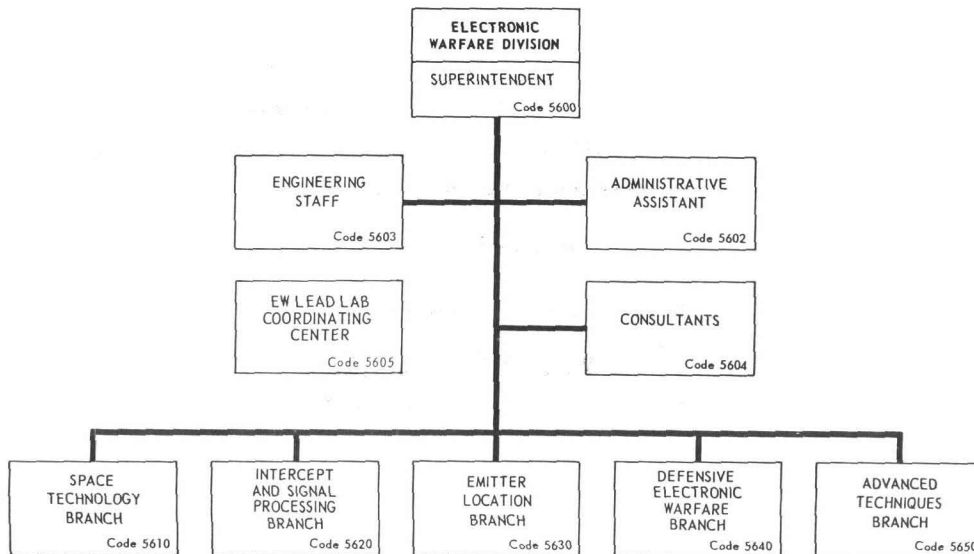 ELECTRONIC
WARFARE DIVISION
SUPERINTENDENT
Code 5600
ENGINEERING
STAFF
Code 5603
ADMINISTRATIVE
ASSISTANT
Code 5602
EW LEAD LAB
COORDINATING
CENTER
Code 5605
CONSULTANTS
Code 5604
SPACE
TECHNOLOGY
BRANCH
Code 5610
INTERCEPT
AND SIGNAL
PROCESSING
BRANCH
Code 5620
EMITTER
LOCATION
BRANCH
Code 5630
DEFENSIVE
ELECTRONIC
WARFARE
BRANCH
Code 5640
ADVANCED
TECHNIQUES
BRANCH
Code 5650